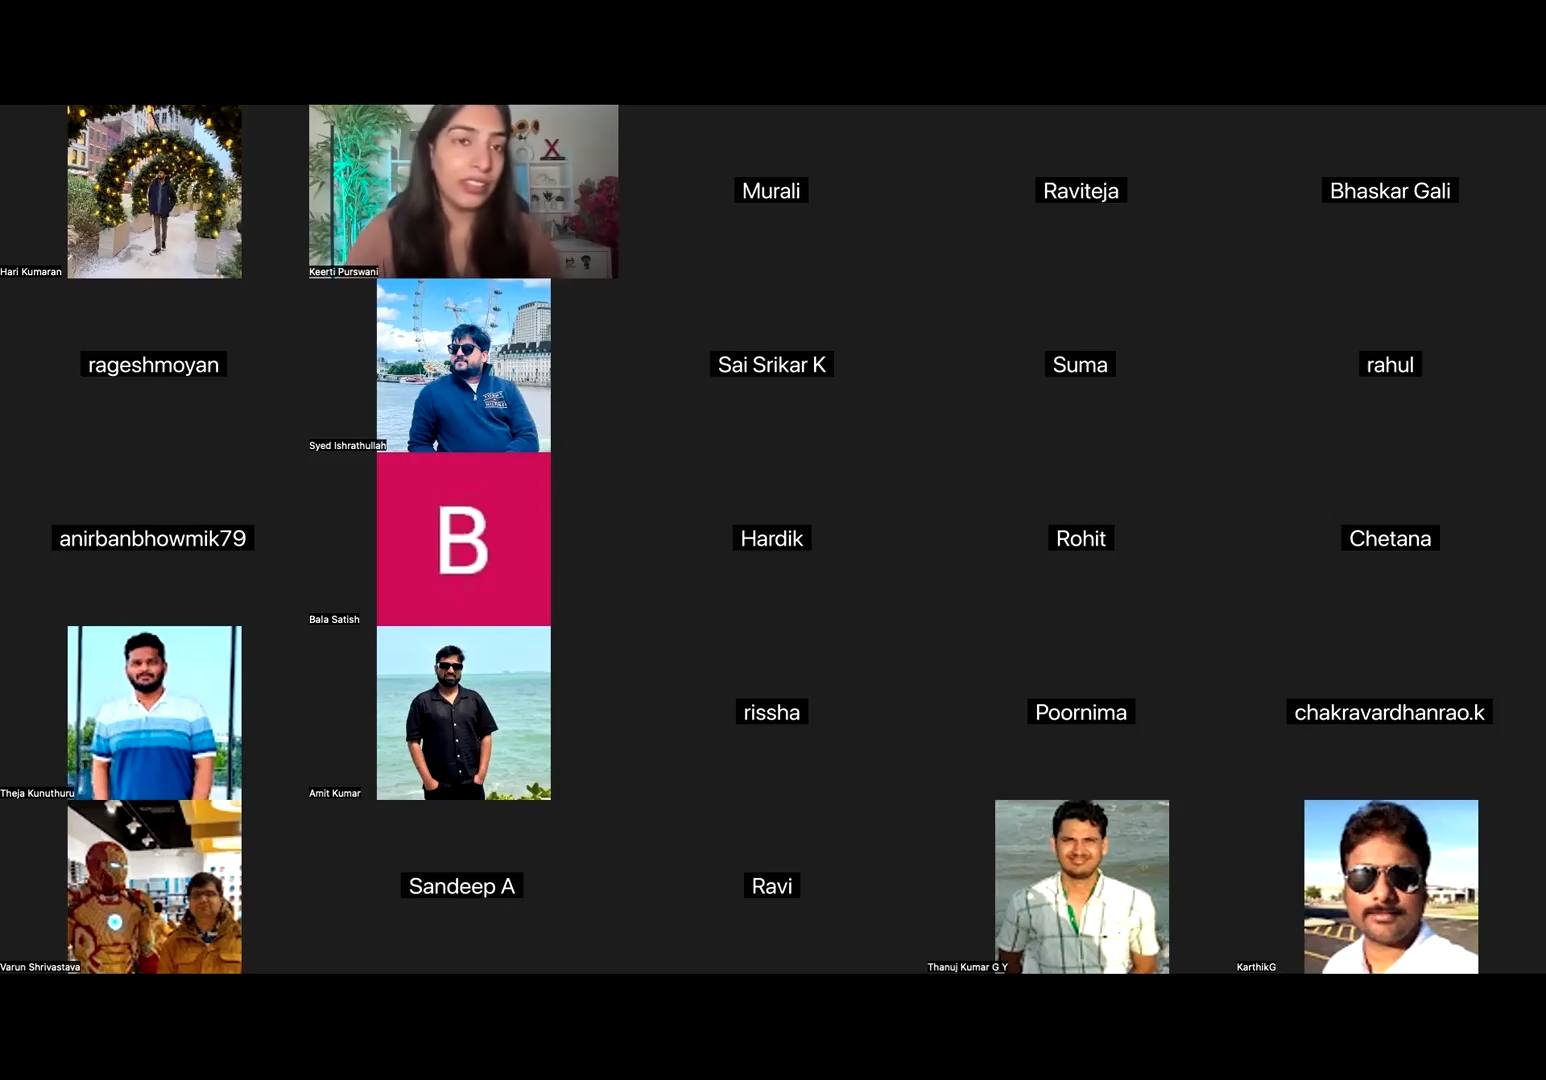 Hari Kumaran
Keerti Purswani
Murali
Raviteja
Bhaskar Gali
rageshmoyan
Syed Ishrathullah
Sai Srikar K
Suma
rahul
anirbanbhowmik79
B
Bala Satish
Hardik
Rohit
Chetana
Theja Kunuthuru
Amit Kumar
rissha
Poornima
chakravardhanrao.k
Varun Shrivastava
Sandeep A
Ravi
Thanuj Kumar G Y
KarthikG